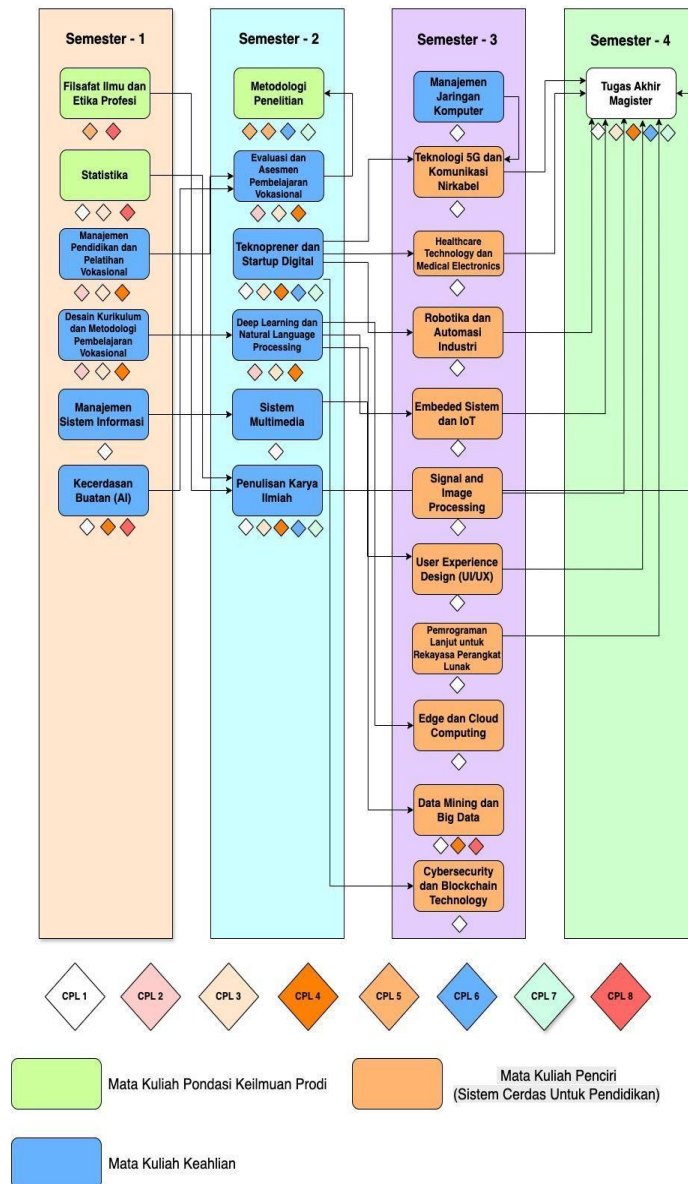 Semester - 1
Filsafat Ilmu dan
Etika Profesi
Statistika
Manajemen
Pendidikan dan
Pelatihan
Vokasional
Desain Kurikulum
dan Metodologi
Pembelajaran
Vokasional
Manajemen
Sistem Informasi
Kecerdasan
Buatan (AI)
Semester - 2
Metodologi
Penelitian
Evaluasi dan
Asesmen
Pembelajaran
Vokasional
Teknoprener dan
Startup Digital
Deep Learning dan
Natural Language
Processing
Sistem
Multimedia
Penulisan Karya
Ilmiah
Semester - 3
Manajemen
Jaringan
Komputer
Teknologi 5G dan
Komunikasi
Nirkabel
Healthcare
Technology dan
Medical Electronics
Robotika dan
Automasi
Industri
Embeded Sistem
dan IoT
Signal and
Image
Processing
User Experience
Design (UI/UX)
Pemrograman
Lanjut untuk
Rekayasa Perangkat
Lunak
Edge dan Cloud
Computing
Data Mining dan
Big Data
Cybersecurity
dan Blockchain
Technology
Semester - 4
Tugas Akhir
Magister
CPL 1
CPL 2
CPL 3
CPL 4
CPL 5
CPL 6
CPL 7
CPL 8
Mata Kuliah Pondasi Keilmuan Prodi
Mata Kuliah Penciri
(Sistem Cerdas Untuk Pendidikan)
Mata Kuliah Keahlian